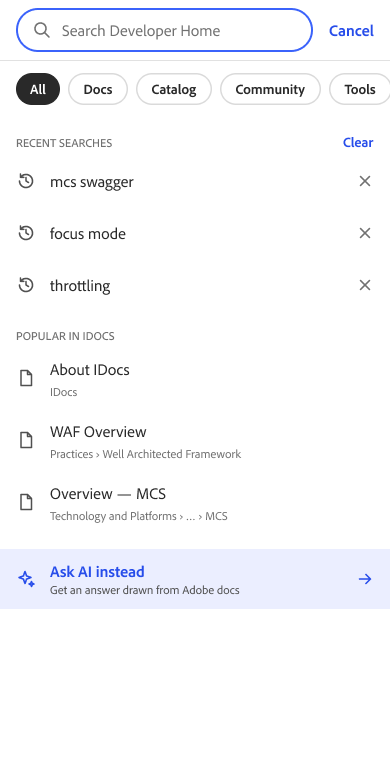 Search Developer Home
Cancel
All
Docs
Catalog
Community
Tools
RECENT SEARCHES
Clear
mcs swagger
focus mode
throttling
POPULAR IN IDOCS
About IDocs
IDocs
WAF Overview
Practices › Well Architected Framework
Overview — MCS
Technology and Platforms › ... › MCS
Ask AI instead
Get an answer drawn from Adobe docs